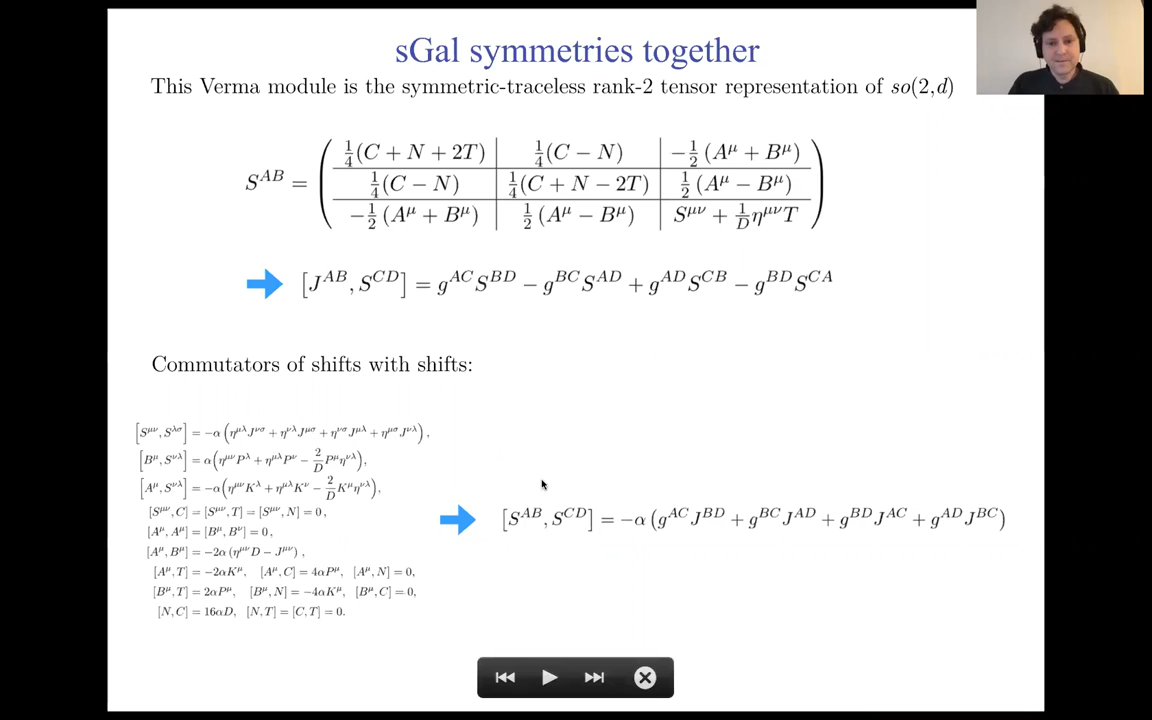 sGal symmetries together
This Verma module is the symmetric-traceless rank-2 tensor representation of so(2,d)
S^{AB} = ( ¼(C + N + 2T) | ¼(C − N) | −½(A^μ + B^μ)
¼(C − N) | ¼(C + N − 2T) | ½(A^μ − B^μ)
−½(A^μ + B^μ) | ½(A^μ − B^μ) | S^{μν} + (1/D)η^{μν}T )
[J^{AB}, S^{CD}] = g^{AC}S^{BD} − g^{BC}S^{AD} + g^{AD}S^{CB} − g^{BD}S^{CA}
Commutators of shifts with shifts:
[S^{μν}, S^{λσ}] = −α(η^{μλ}J^{νσ} + η^{νλ}J^{μσ} + η^{νσ}J^{μλ} + η^{μσ}J^{νλ}),
[B^μ, S^{νλ}] = α(η^{μν}P^λ + η^{μλ}P^ν − (2/D)P^μη^{νλ}),
[A^μ, S^{νλ}] = −α(η^{μν}K^λ + η^{μλ}K^ν − (2/D)K^μη^{νλ}),
[S^{μν}, C] = [S^{μν}, T] = [S^{μν}, N] = 0,
[A^μ, A^μ] = [B^μ, B^ν] = 0,
[A^μ, B^μ] = −2α(η^{μν}D − J^{μν}),
[A^μ, T] = −2αK^μ, [A^μ, C] = 4αP^μ, [A^μ, N] = 0,
[B^μ, T] = 2αP^μ, [B^μ, N] = −4αK^μ, [B^μ, C] = 0,
[N, C] = 16αD, [N, T] = [C, T] = 0.
[S^{AB}, S^{CD}] = −α(g^{AC}J^{BD} + g^{BC}J^{AD} + g^{BD}J^{AC} + g^{AD}J^{BC})